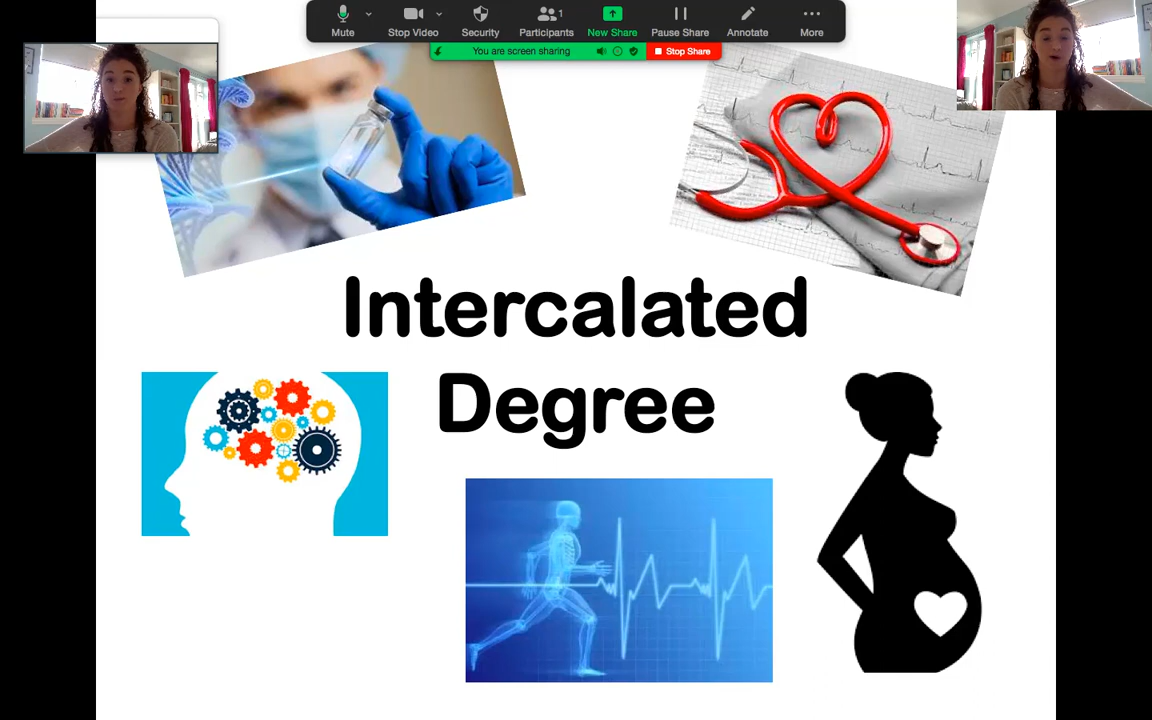 1
Mute
Stop Video
Security
Participants
New Share
Pause Share
Annotate
More
You are screen sharing
Stop Share
Intercalated
Degree